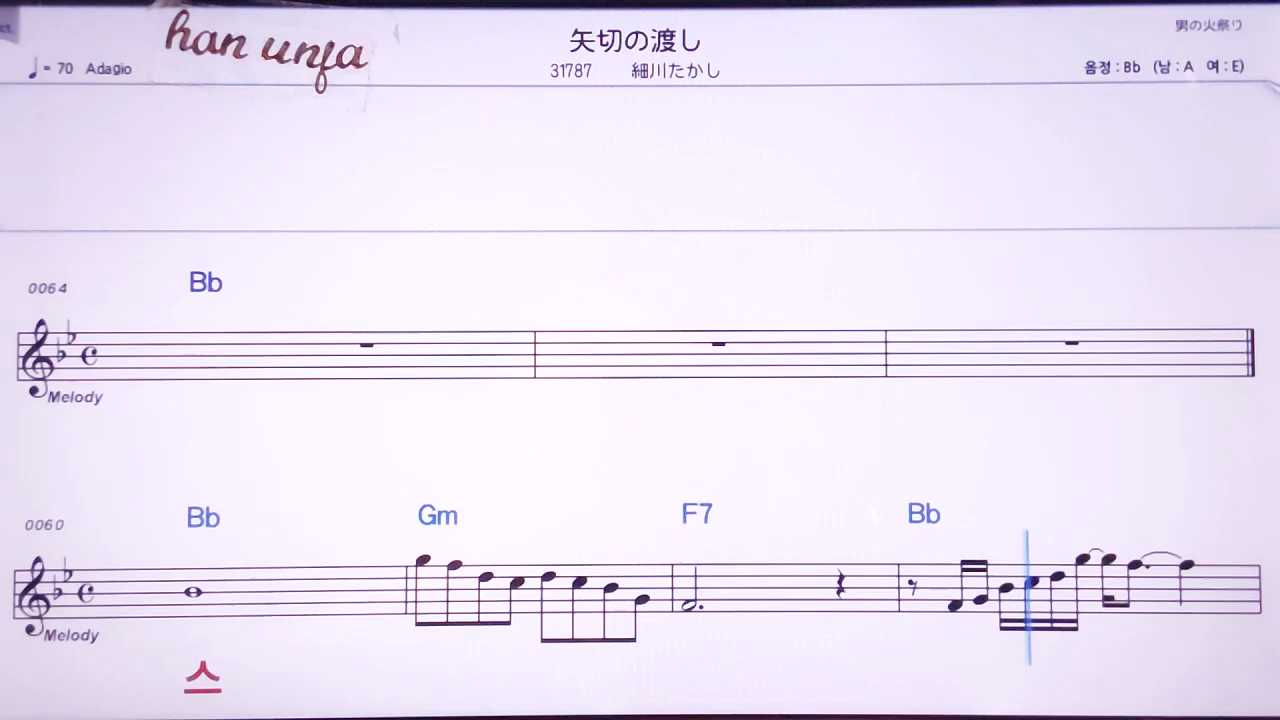 han unfa
矢切の渡し
男の火祭り
♩= 70 Adagio
31787 細川たかし
음정 : Bb (남 : A 여 : E)
0064
Bb
Melody
0060
Bb Gm F7 Bb
Melody
스